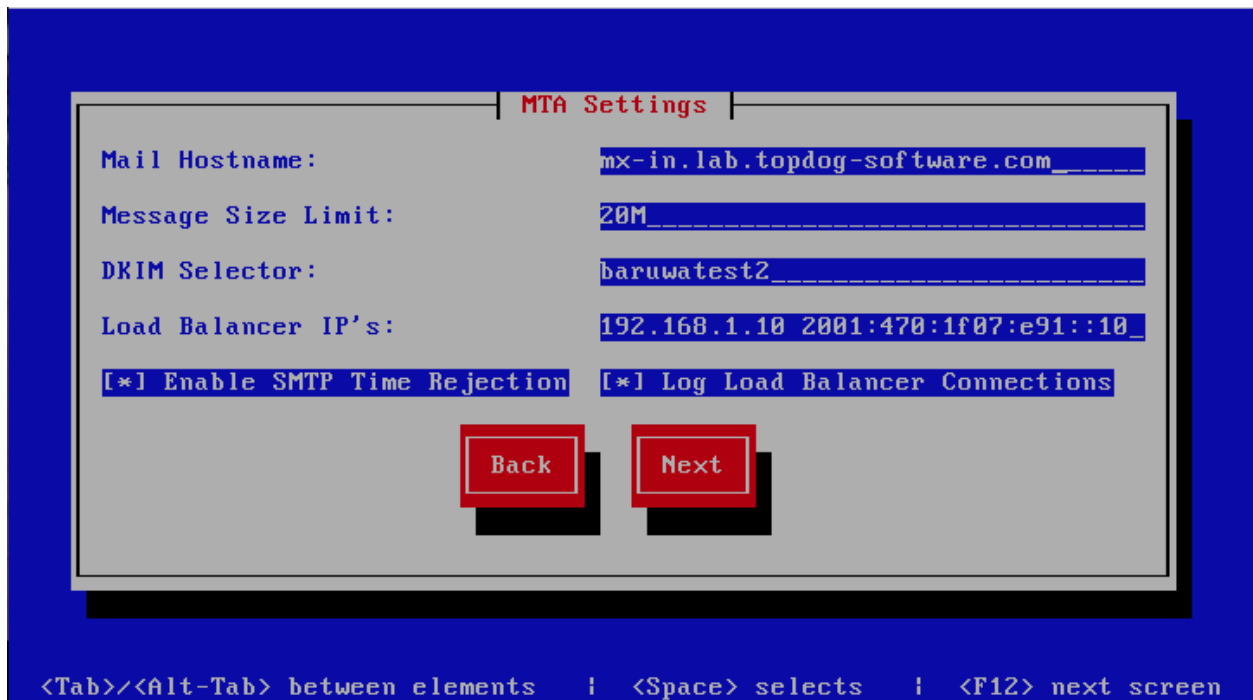 MTA Settings
Mail Hostname: mx-in.lab.topdog-software.com_____
Message Size Limit: 20M________________________________
DKIM Selector: baruwatest2________________________
Load Balancer IP's: 192.168.1.10 2001:470:1f07:e91::10_
[*] Enable SMTP Time Rejection [*] Log Load Balancer Connections
Back Next
<Tab>/<Alt-Tab> between elements | <Space> selects | <F12> next screen